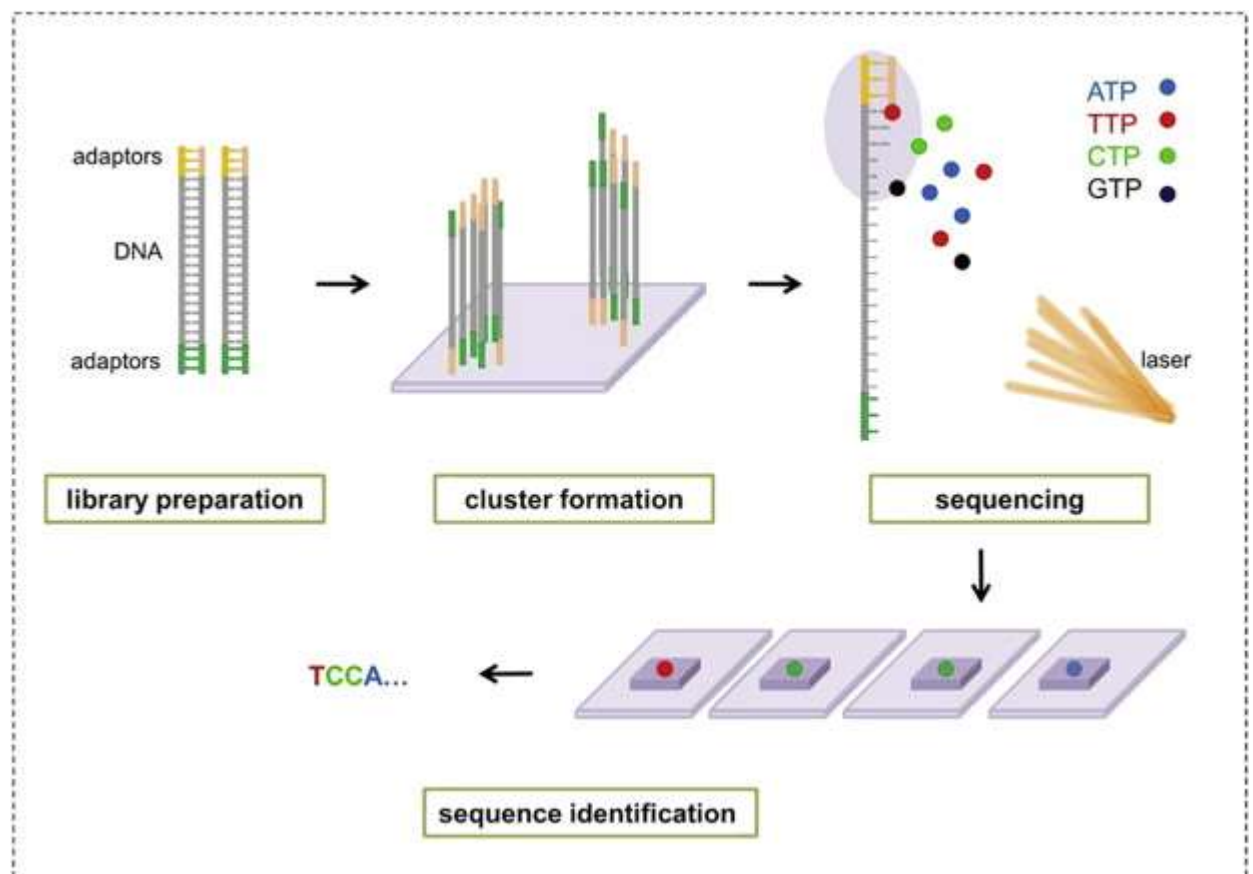 adaptors
DNA
adaptors
ATP
TTP
CTP
GTP
laser
library preparation
cluster formation
sequencing
TCCA...
sequence identification